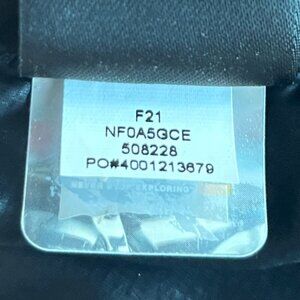 F21
NF0A5GCE
508228
PO#4001213679
NEVER STOP EXPLORING